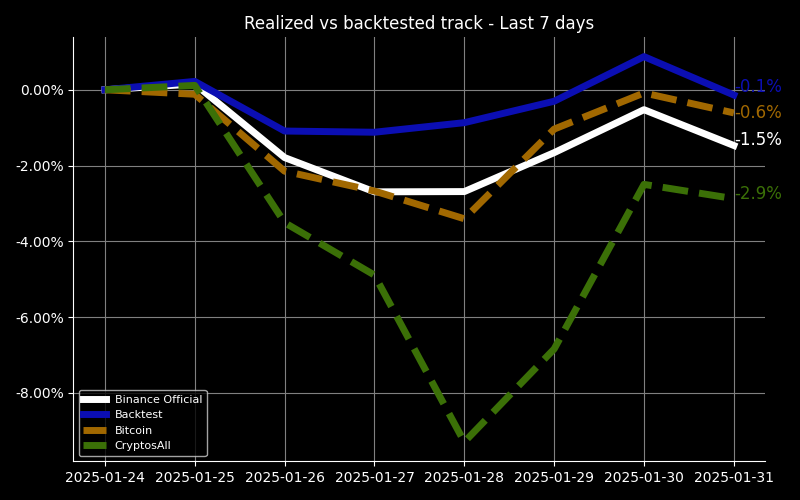 Realized vs backtested track - Last 7 days
0.00%
-2.00%
-4.00%
-6.00%
-8.00%
-0.1%
-0.6%
-1.5%
-2.9%
Binance Official
Backtest
Bitcoin
CryptosAll
2025-01-24 2025-01-25 2025-01-26 2025-01-27 2025-01-28 2025-01-29 2025-01-30 2025-01-31